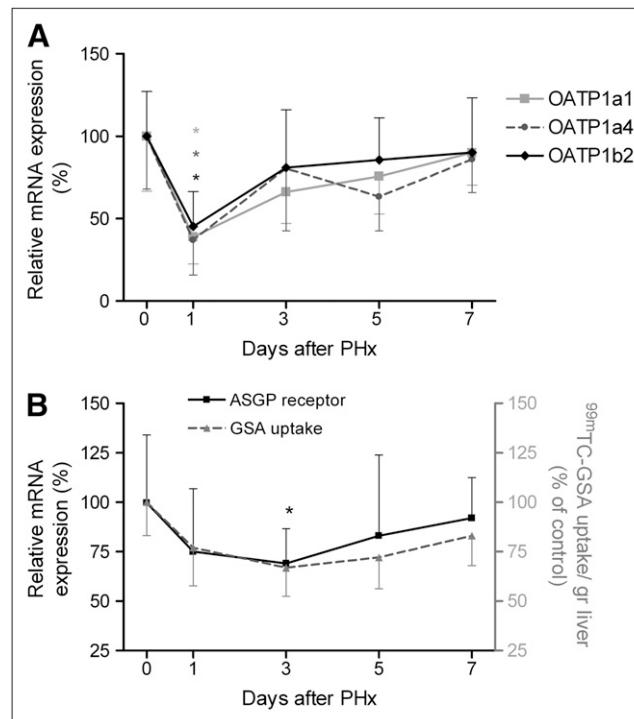 A
Relative mRNA expression
(%)
150
100
50
0
0 1 3 5 7
Days after PHx
* * *
OATP1a1
OATP1a4
OATP1b2
B
Relative mRNA
expression (%)
150
125
100
75
50
25
ASGP receptor
GSA uptake
*
0 1 3 5 7
Days after PHx
150
125
100
75
50
25
99mTC-GSA uptake/ gr liver
(% of control)